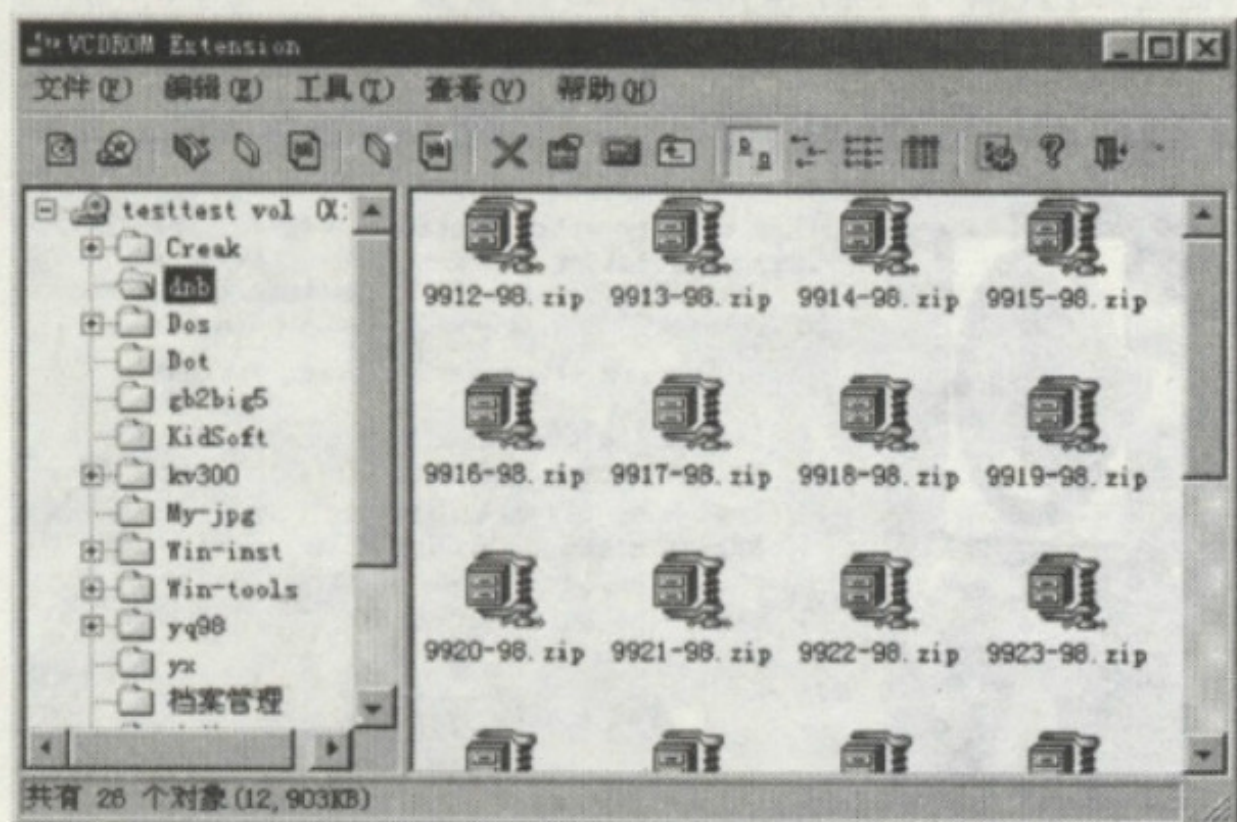 VCDROM Extension
文件(F) 编辑(E) 工具(T) 查看(V) 帮助(H)
testtest vol (X:
Creak
dnb
Dos
Dot
gb2big5
KidSoft
kv300
My-jpg
Win-inst
Win-tools
yq98
yx
档案管理
9912-98.zip 9913-98.zip 9914-98.zip 9915-98.zip
9916-98.zip 9917-98.zip 9918-98.zip 9919-98.zip
9920-98.zip 9921-98.zip 9922-98.zip 9923-98.zip
共有 26 个对象(12,903KB)